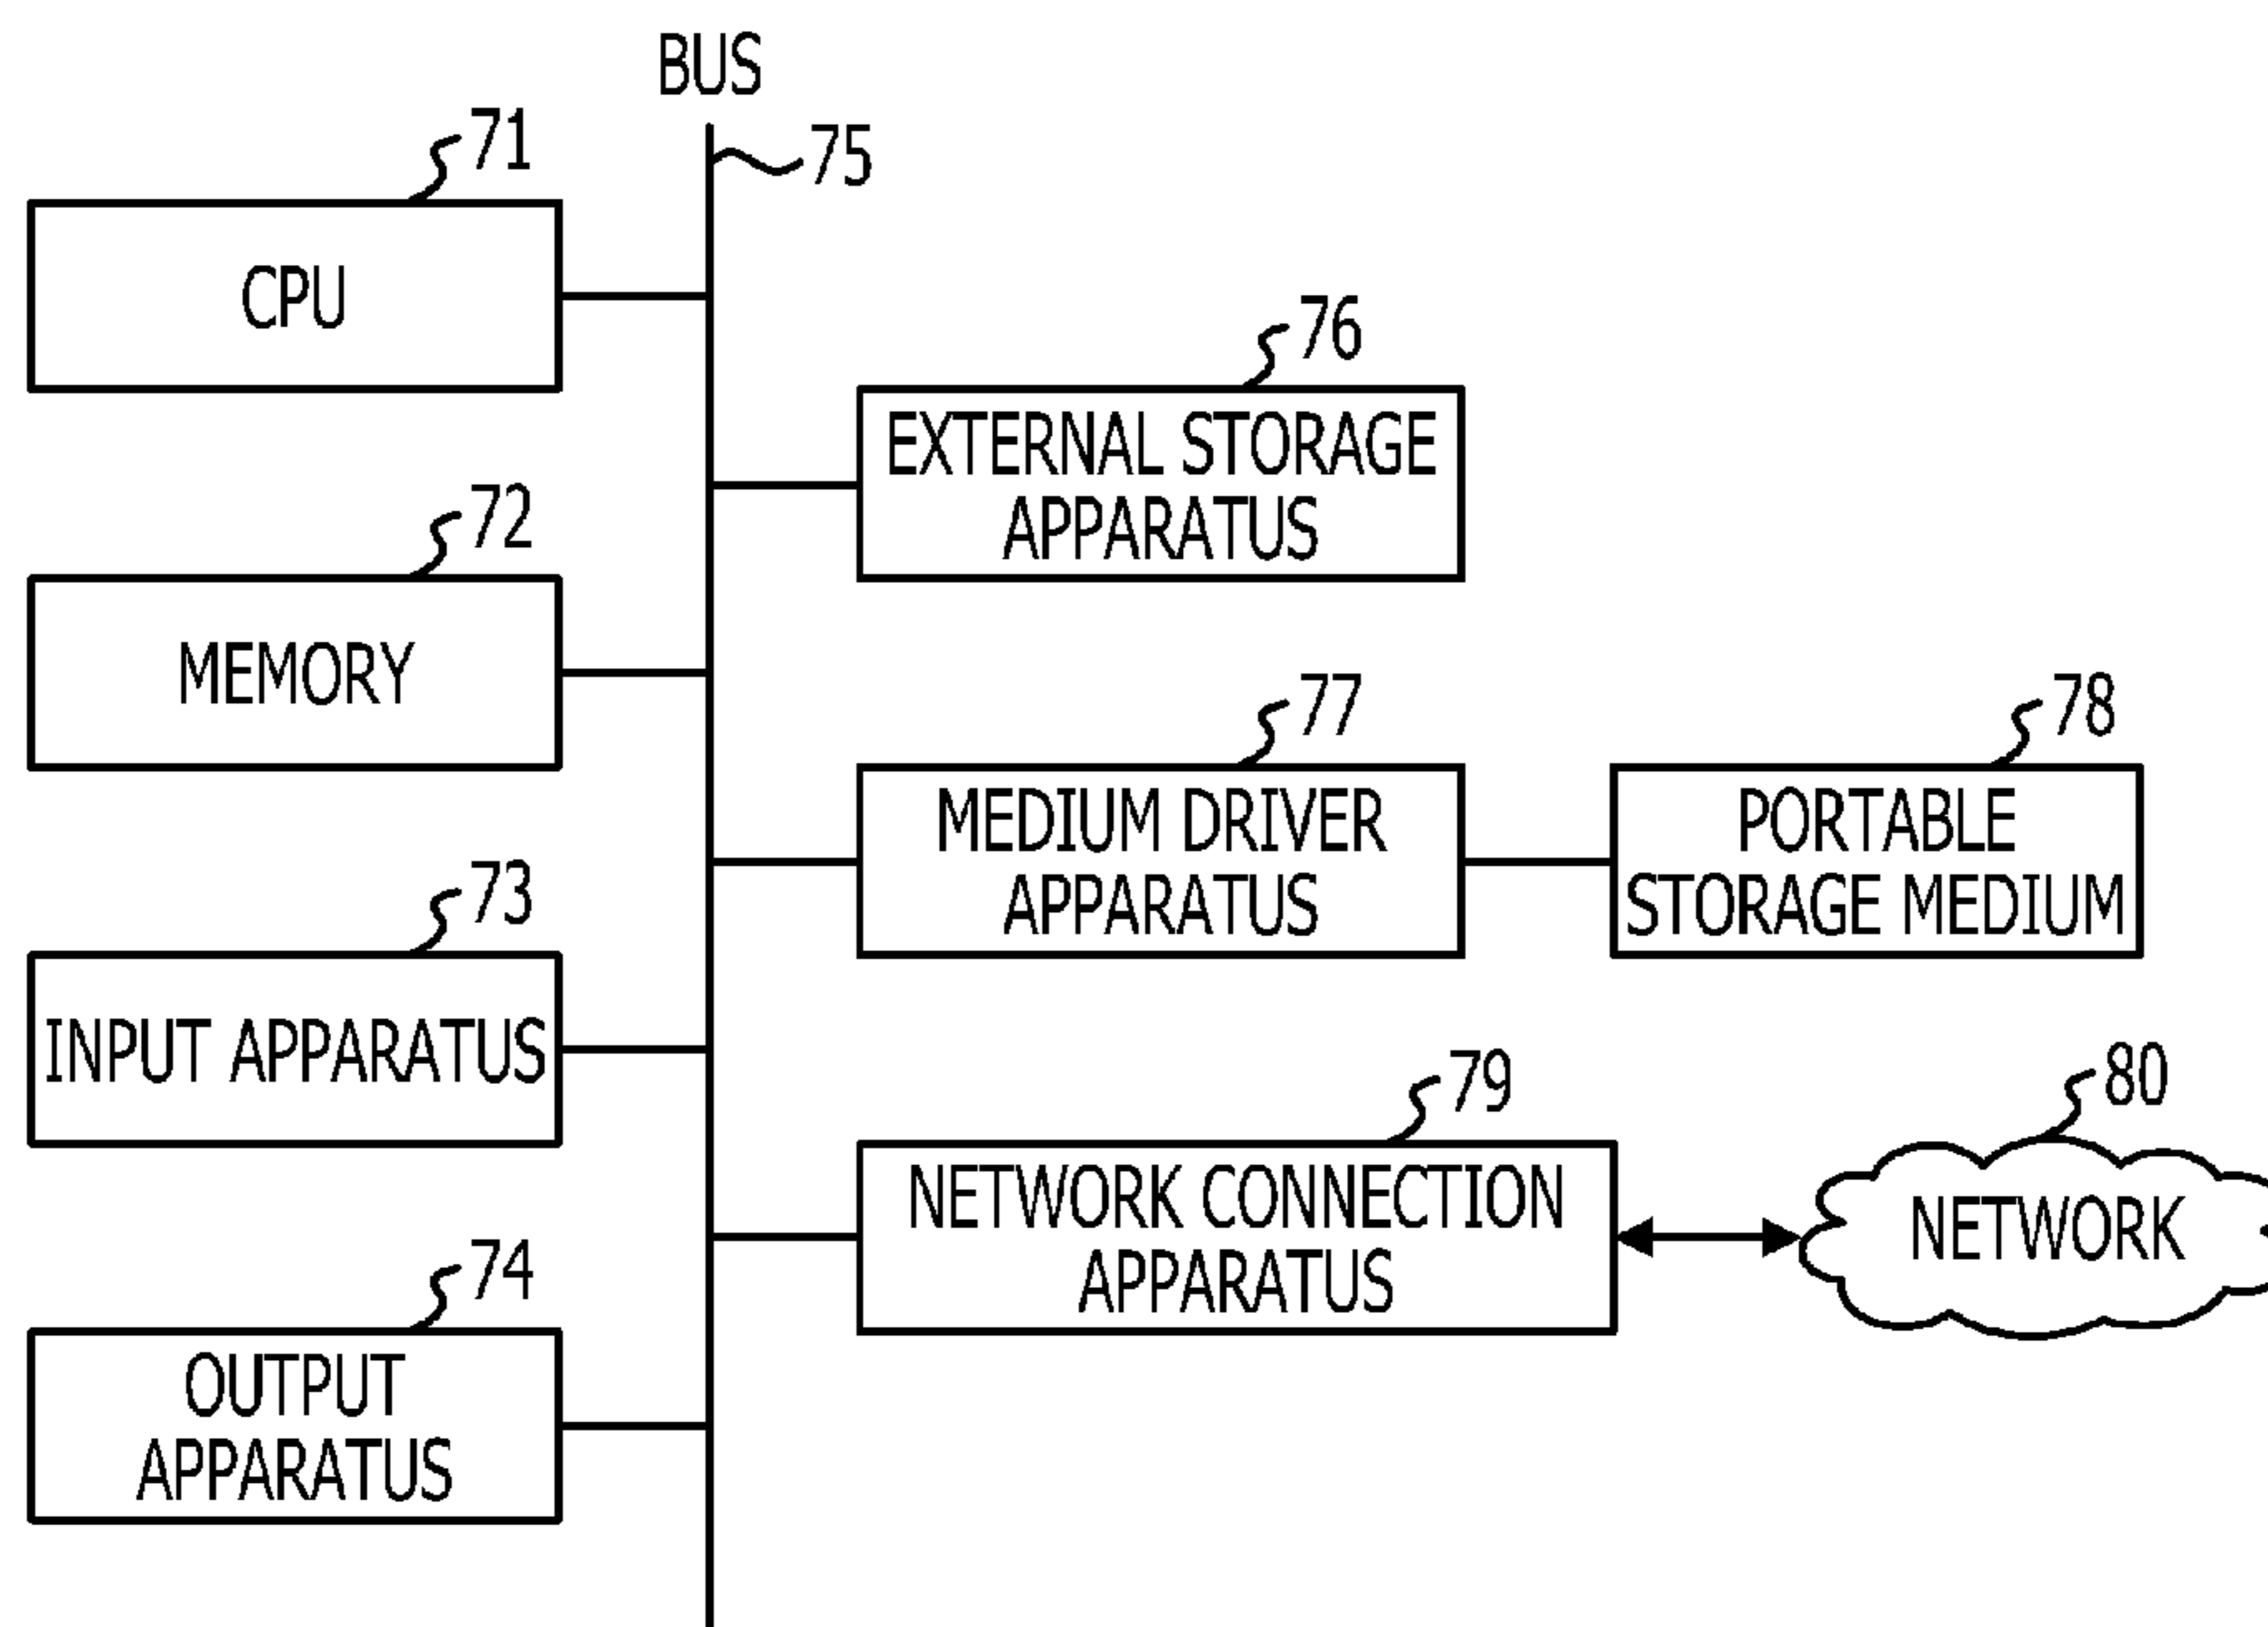 BUS
75
71
CPU
76
EXTERNAL STORAGE
APPARATUS
72
MEMORY
77
MEDIUM DRIVER
APPARATUS
78
PORTABLE
STORAGE MEDIUM
73
INPUT APPARATUS
79
NETWORK CONNECTION
APPARATUS
80
NETWORK
74
OUTPUT
APPARATUS